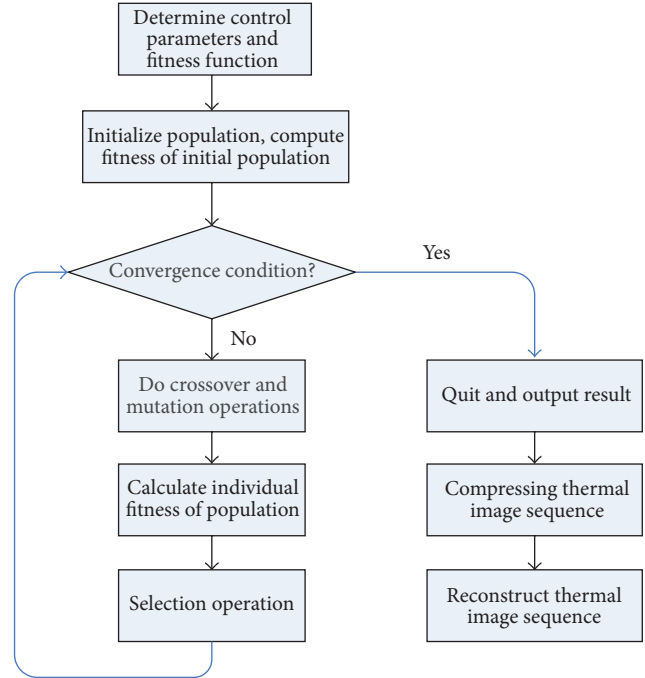 Determine control
parameters and
fitness function
Initialize population, compute
fitness of initial population
Convergence condition?
Yes
No
Do crossover and
mutation operations
Calculate individual
fitness of population
Selection operation
Quit and output result
Compressing thermal
image sequence
Reconstruct thermal
image sequence